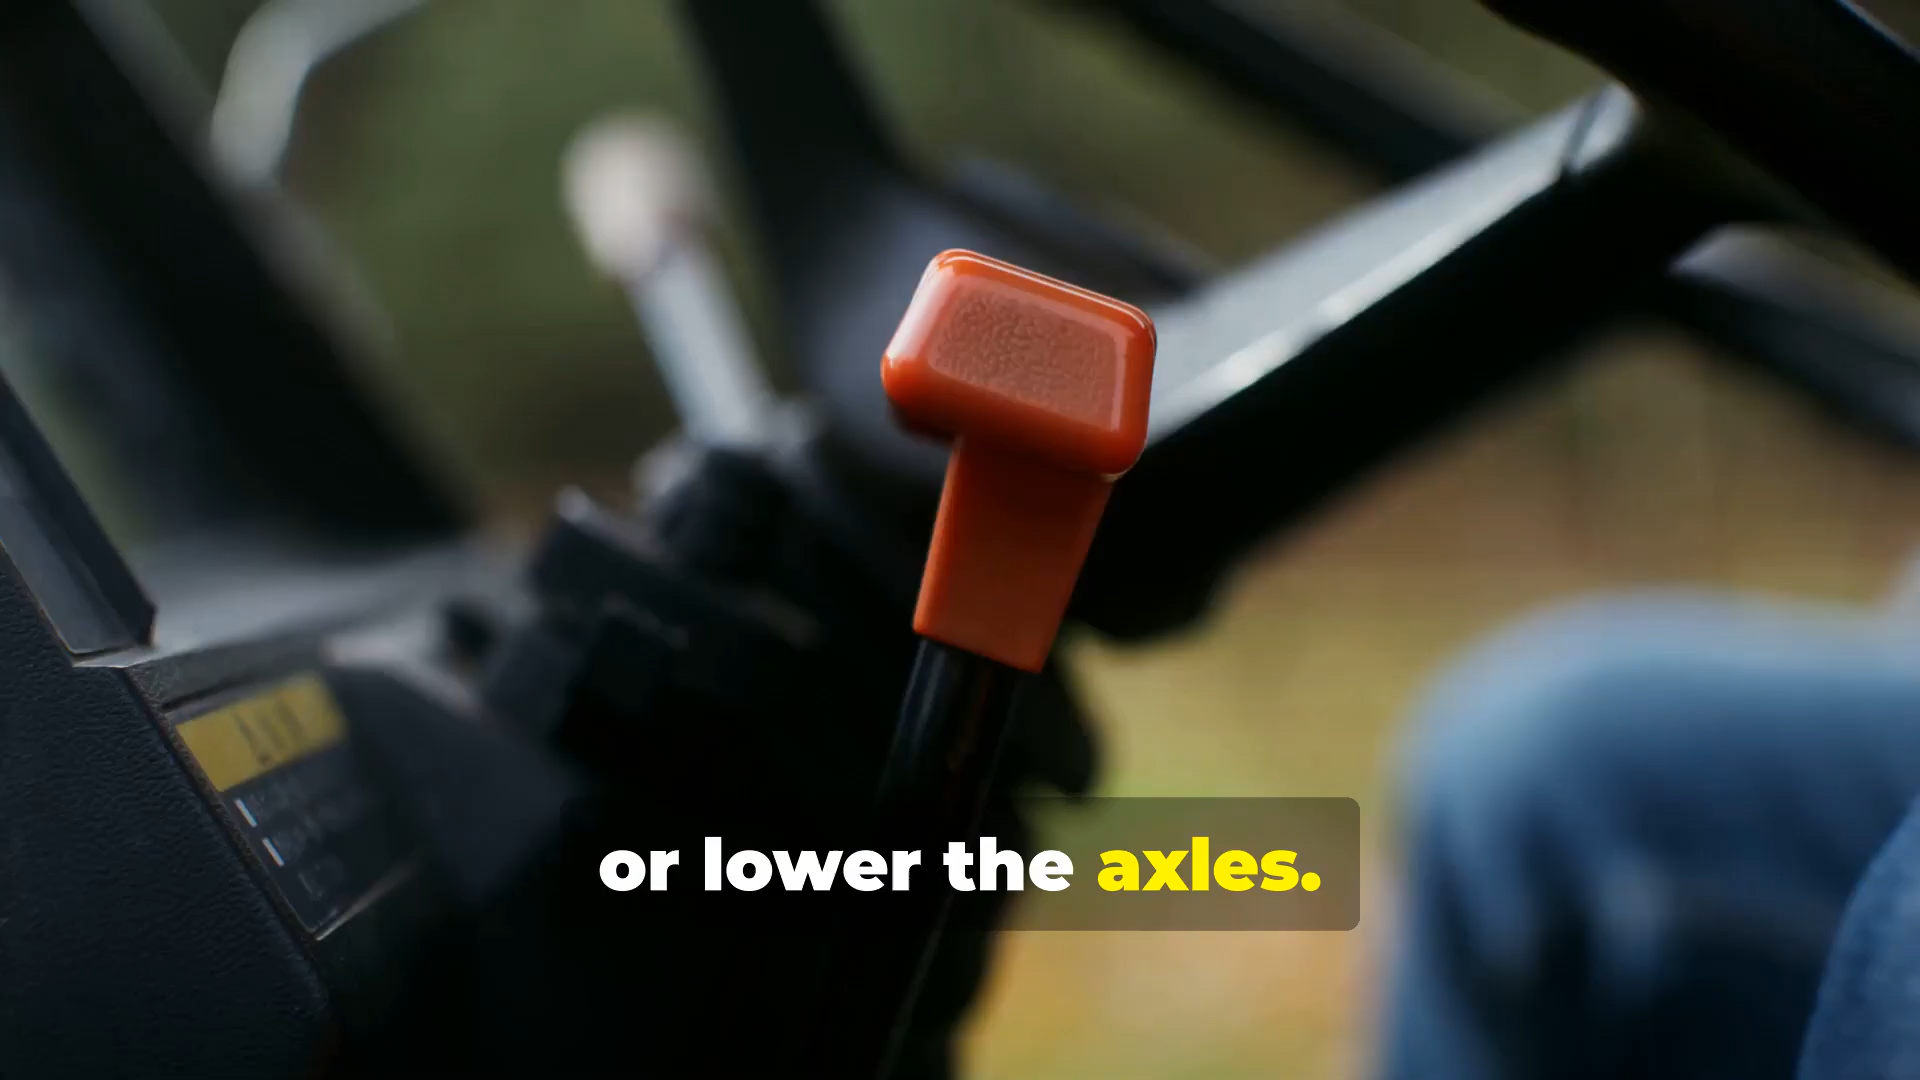 or lower the axles.